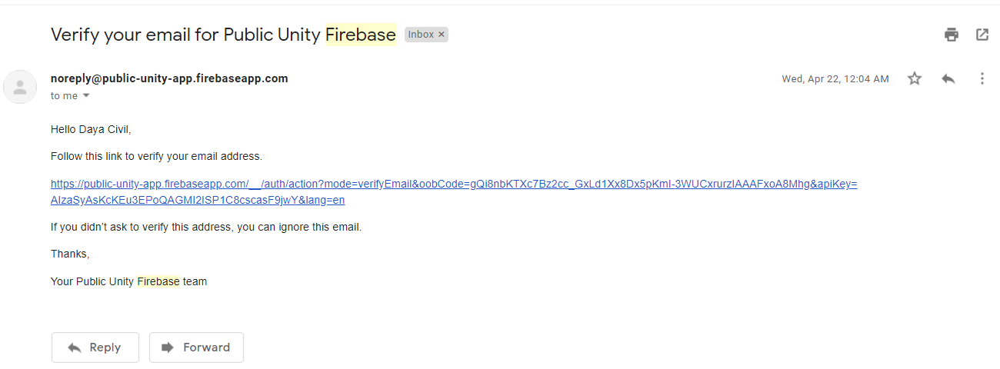 Verify your email for Public Unity Firebase Inbox ×
noreply@public-unity-app.firebaseapp.com Wed, Apr 22, 12:04 AM
to me
Hello Daya Civil,
Follow this link to verify your email address.
https://public-unity-app.firebaseapp.com/__/auth/action?mode=verifyEmail&oobCode=gQi8nbKTXc7Bz2cc_GxLd1Xx8Dx5pKmI-3WUCxrurzIAAAFxoA8Mhg&apiKey=
AIzaSyAsKcKEu3EPoQAGMI2ISP1C8cscasF9jwY&lang=en
If you didn’t ask to verify this address, you can ignore this email.
Thanks,
Your Public Unity Firebase team
Reply Forward